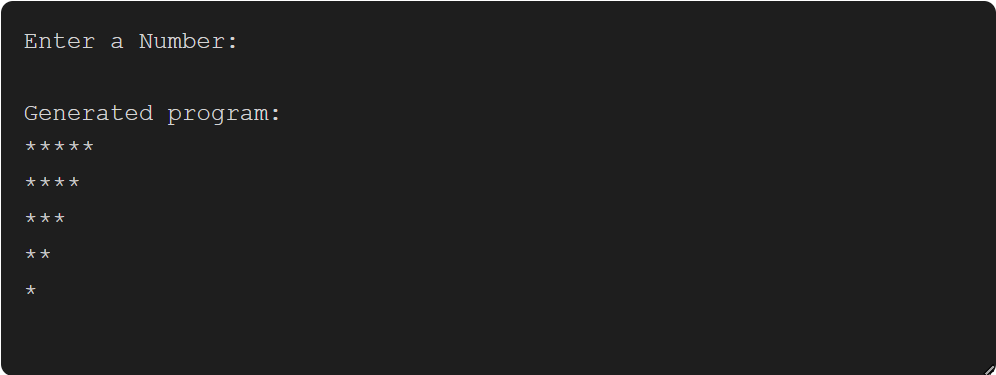 Enter a Number:
Generated program:
*****
****
***
**
*